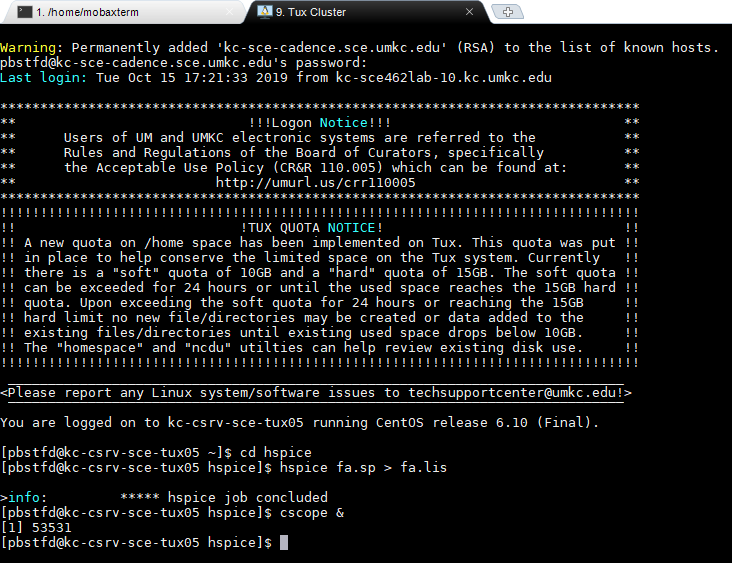 1. /home/mobaxterm
9. Tux Cluster
Warning: Permanently added 'kc-sce-cadence.sce.umkc.edu' (RSA) to the list of known hosts.
pbstfd@kc-sce-cadence.sce.umkc.edu's password:
Last login: Tue Oct 15 17:21:33 2019 from kc-sce462lab-10.kc.umkc.edu
********************************************************************************
** !!!Logon Notice!!! **
** Users of UM and UMKC electronic systems are referred to the **
** Rules and Regulations of the Board of Curators, specifically **
** the Acceptable Use Policy (CR&R 110.005) which can be found at: **
** http://umurl.us/crr110005 **
********************************************************************************
!!!!!!!!!!!!!!!!!!!!!!!!!!!!!!!!!!!!!!!!!!!!!!!!!!!!!!!!!!!!!!!!!!!!!!!!!!!!!!!!
!! !TUX QUOTA NOTICE! !!
!! A new quota on /home space has been implemented on Tux. This quota was put !!
!! in place to help conserve the limited space on the Tux system. Currently !!
!! there is a "soft" quota of 10GB and a "hard" quota of 15GB. The soft quota !!
!! can be exceeded for 24 hours or until the used space reaches the 15GB hard !!
!! quota. Upon exceeding the soft quota for 24 hours or reaching the 15GB !!
!! hard limit no new file/directories may be created or data added to the !!
!! existing files/directories until existing used space drops below 10GB. !!
!! The "homespace" and "ncdu" utilties can help review existing disk use. !!
!!!!!!!!!!!!!!!!!!!!!!!!!!!!!!!!!!!!!!!!!!!!!!!!!!!!!!!!!!!!!!!!!!!!!!!!!!!!!!!!
<Please report any Linux system/software issues to techsupportcenter@umkc.edu!>
You are logged on to kc-csrv-sce-tux05 running CentOS release 6.10 (Final).
[pbstfd@kc-csrv-sce-tux05 ~]$ cd hspice
[pbstfd@kc-csrv-sce-tux05 hspice]$ hspice fa.sp > fa.lis
>info: ***** hspice job concluded
[pbstfd@kc-csrv-sce-tux05 hspice]$ cscope &
[1] 53531
[pbstfd@kc-csrv-sce-tux05 hspice]$